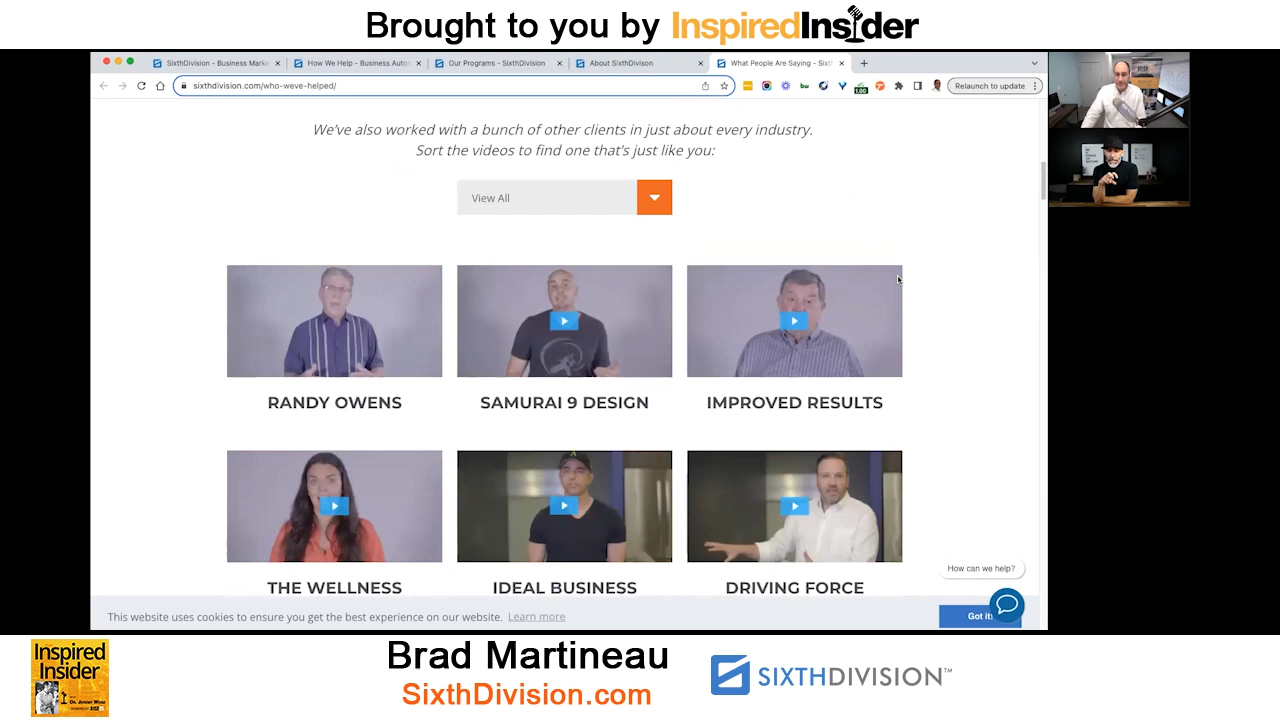 Brought to you by InspiredInsider
SixthDivision - Business Marke
How We Help - Business Autor
Our Programs - SixthDivision
About SixthDivison
What People Are Saying - Sixt
sixthdivision.com/who-weve-helped/
1.00
Relaunch to update
We've also worked with a bunch of other clients in just about every industry.
Sort the videos to find one that's just like you:
View All
RANDY OWENS
SAMURAI 9 DESIGN
IMPROVED RESULTS
THE WELLNESS
IDEAL BUSINESS
DRIVING FORCE
How can we help?
This website uses cookies to ensure you get the best experience on our website. Learn more
Got it!
Inspired
Insider
Brad Martineau
SixthDivision.com
SIXTHDIVISION™